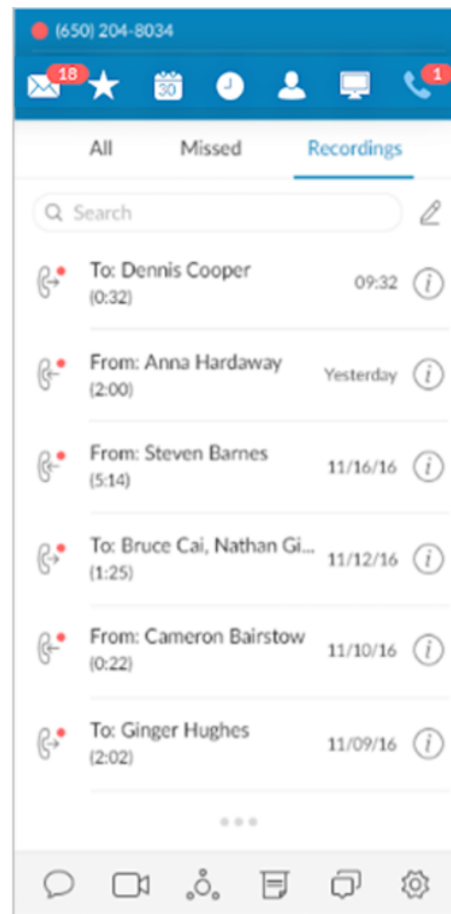 (650) 204-8034
18
30
1
All Missed Recordings
Search
To: Dennis Cooper
(0:32)
09:32
From: Anna Hardaway
(2:00)
Yesterday
From: Steven Barnes
(5:14)
11/16/16
To: Bruce Cai, Nathan Gi...
(1:25)
11/12/16
From: Cameron Bairstow
(0:22)
11/10/16
To: Ginger Hughes
(2:02)
11/09/16